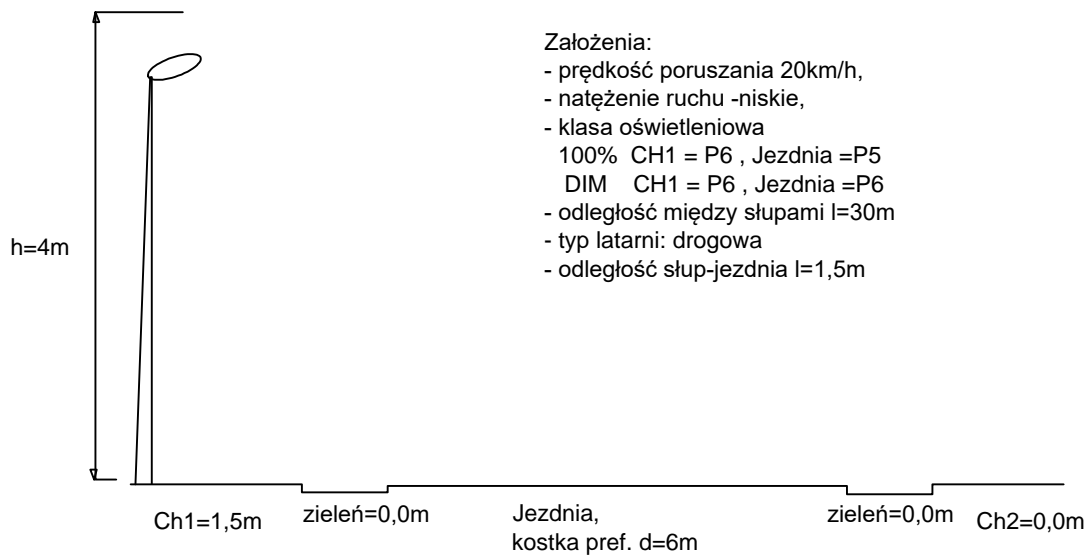 Założenia:
- prędkość poruszania 20km/h,
- natężenie ruchu -niskie,
- klasa oświetleniowa
100% CH1 = P6 , Jezdnia =P5
DIM CH1 = P6 , Jezdnia =P6
- odległość między słupami l=30m
- typ latarni: drogowa
- odległość słup-jezdnia l=1,5m
h=4m
Ch1=1,5m
zieleń=0,0m
Jezdnia,
kostka pref. d=6m
zieleń=0,0m
Ch2=0,0m